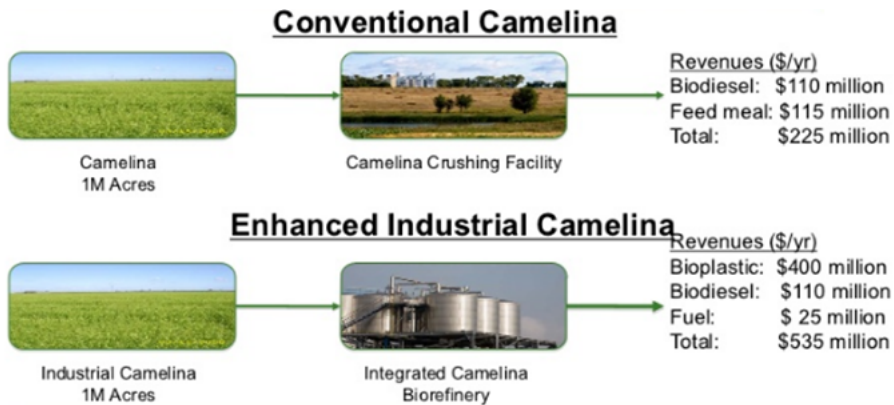 Conventional Camelina
Camelina
1M Acres
Camelina Crushing Facility
Revenues ($/yr)
Biodiesel: $110 million
Feed meal: $115 million
Total: $225 million
Enhanced Industrial Camelina
Industrial Camelina
1M Acres
Integrated Camelina
Biorefinery
Revenues ($/yr)
Bioplastic: $400 million
Biodiesel: $110 million
Fuel: $ 25 million
Total: $535 million